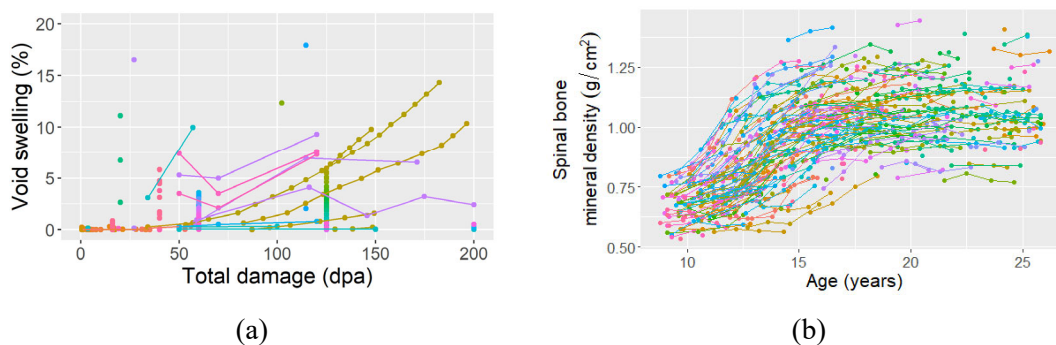 Void swelling (%)
20
15
10
5
0
0 50 100 150 200
Total damage (dpa)
(a)
Spinal bone
mineral density (g/cm²)
1.25
1.00
0.75
0.50
10 15 20 25
Age (years)
(b)